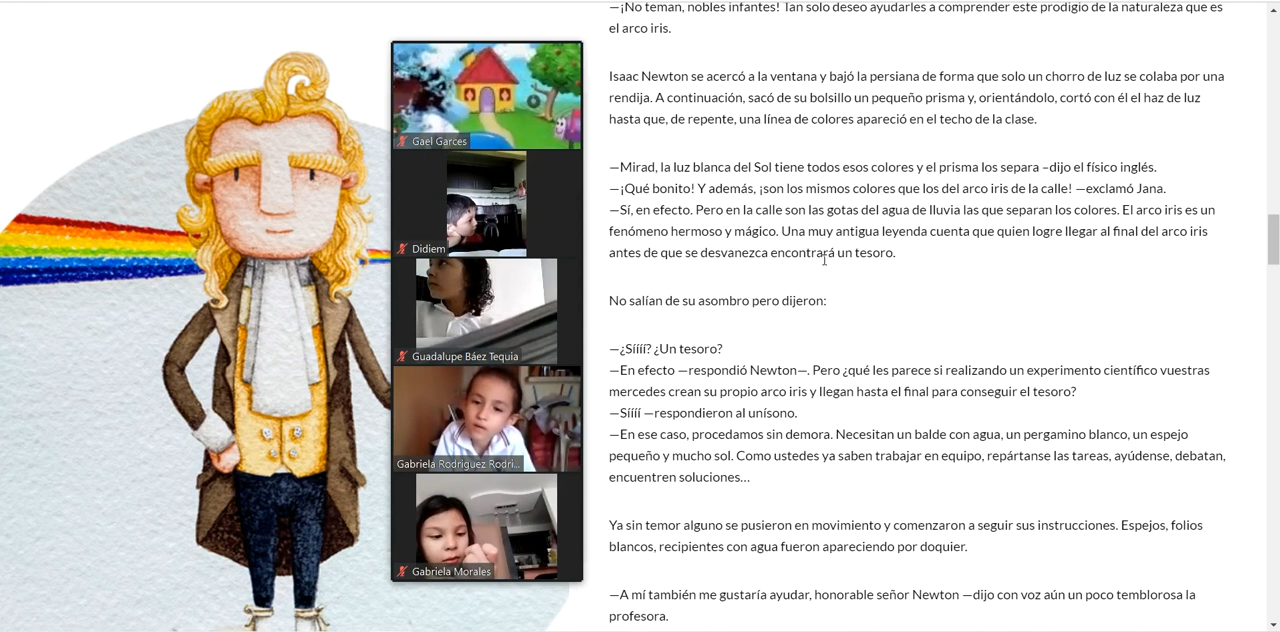 —¡No teman, nobles infantes! Tan solo deseo ayudarles a comprender este prodigio de la naturaleza que es
el arco iris.
Isaac Newton se acercó a la ventana y bajó la persiana de forma que solo un chorro de luz se colaba por una
rendija. A continuación, sacó de su bolsillo un pequeño prisma y, orientándolo, cortó con él el haz de luz
hasta que, de repente, una línea de colores apareció en el techo de la clase.
—Mirad, la luz blanca del Sol tiene todos esos colores y el prisma los separa –dijo el físico inglés.
—¡Qué bonito! Y además, ¡son los mismos colores que los del arco iris de la calle! —exclamó Jana.
—Sí, en efecto. Pero en la calle son las gotas del agua de lluvia las que separan los colores. El arco iris es un
fenómeno hermoso y mágico. Una muy antigua leyenda cuenta que quien logre llegar al final del arco iris
antes de que se desvanezca encontrará un tesoro.
No salían de su asombro pero dijeron:
—¿Síííí? ¿Un tesoro?
—En efecto —respondió Newton—. Pero ¿qué les parece si realizando un experimento científico vuestras
mercedes crean su propio arco iris y llegan hasta el final para conseguir el tesoro?
—Síííí —respondieron al unísono.
—En ese caso, procedamos sin demora. Necesitan un balde con agua, un pergamino blanco, un espejo
pequeño y mucho sol. Como ustedes ya saben trabajar en equipo, repártanse las tareas, ayúdense, debatan,
encuentren soluciones…
Ya sin temor alguno se pusieron en movimiento y comenzaron a seguir sus instrucciones. Espejos, folios
blancos, recipientes con agua fueron apareciendo por doquier.
—A mí también me gustaría ayudar, honorable señor Newton —dijo con voz aún un poco temblorosa la
profesora.
Gael Garces
Didiem
Guadalupe Báez Tequia
Gabriela Rodriguez Rodri...
Gabriela Morales